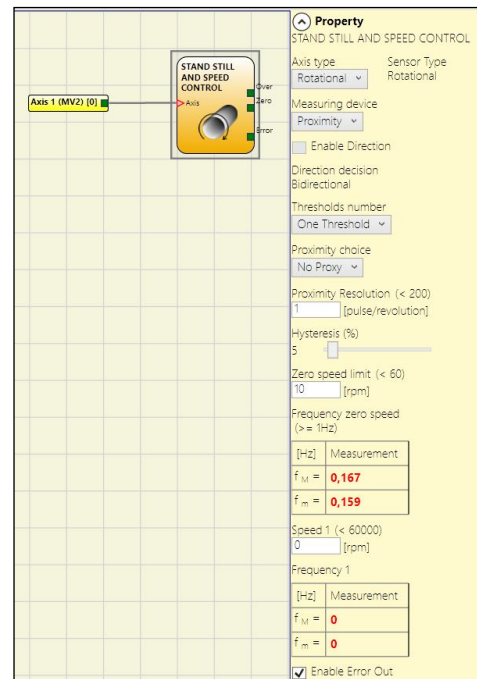 Axis 1 (MV2) [0]
STAND STILL
AND SPEED
CONTROL
Axis
Over
Zero
Error
Property
STAND STILL AND SPEED CONTROL
Axis type Sensor Type
Rotational Rotational
Measuring device
Proximity
Enable Direction
Direction decision
Bidirectional
Thresholds number
One Threshold
Proximity choice
No Proxy
Proximity Resolution (< 200)
1 [pulse/revolution]
Hysteresis (%)
5
Zero speed limit (< 60)
10 [rpm]
Frequency zero speed
(>= 1Hz)
[Hz] Measurement
f M = 0,167
f m = 0,159
Speed 1 (< 60000)
0 [rpm]
Frequency 1
[Hz] Measurement
f M = 0
f m = 0
Enable Error Out